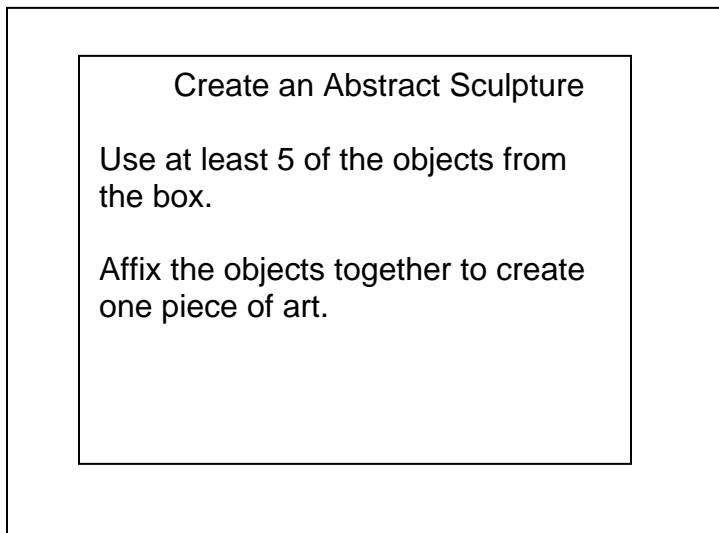 Create an Abstract Sculpture
Use at least 5 of the objects from
the box.
Affix the objects together to create
one piece of art.